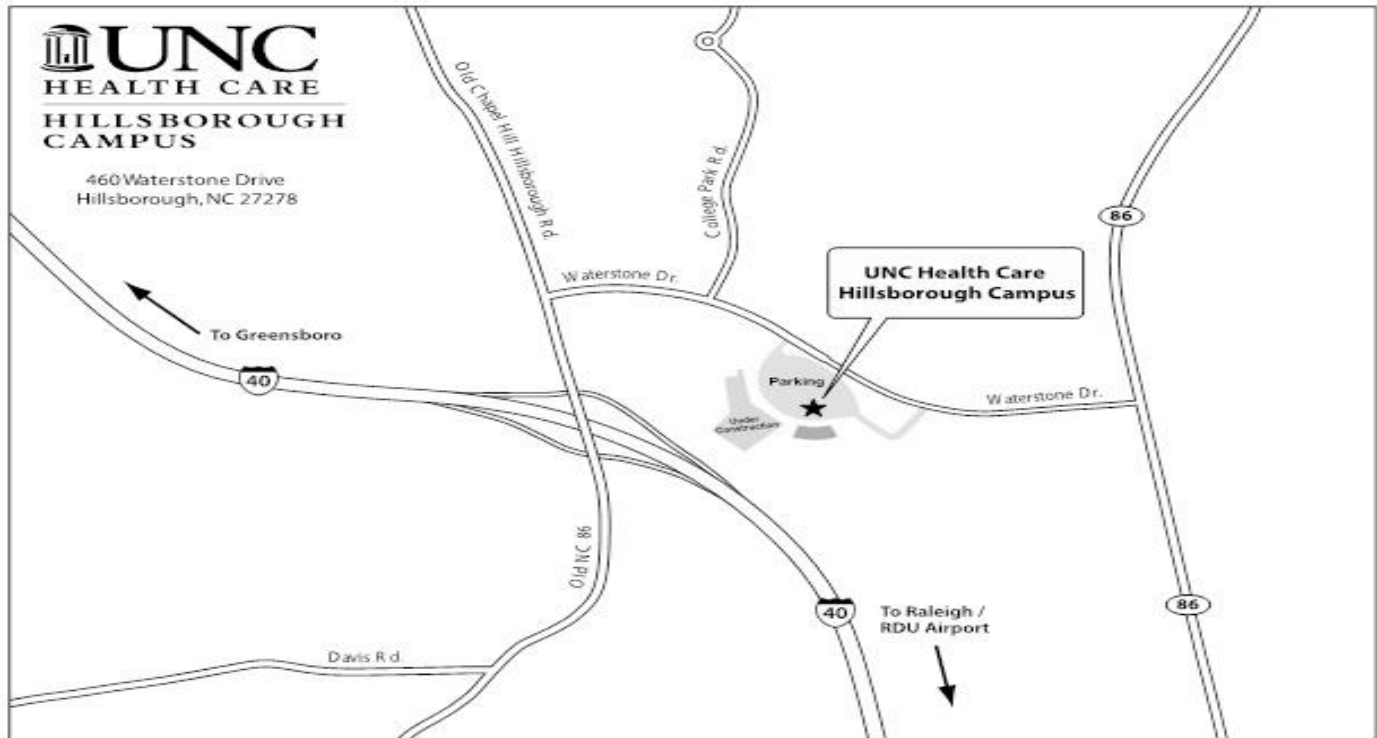 UNC
HEALTH CARE
HILLSBOROUGH
CAMPUS
460 Waterstone Drive
Hillsborough, NC 27278
Old Chapel Hill Hillsborough Rd.
College Park Rd.
86
Waterstone Dr.
UNC Health Care
Hillsborough Campus
To Greensboro
40
Parking
Waterstone Dr.
Under
Construction
Old NC 86
40
To Raleigh /
RDU Airport
86
Davis Rd.